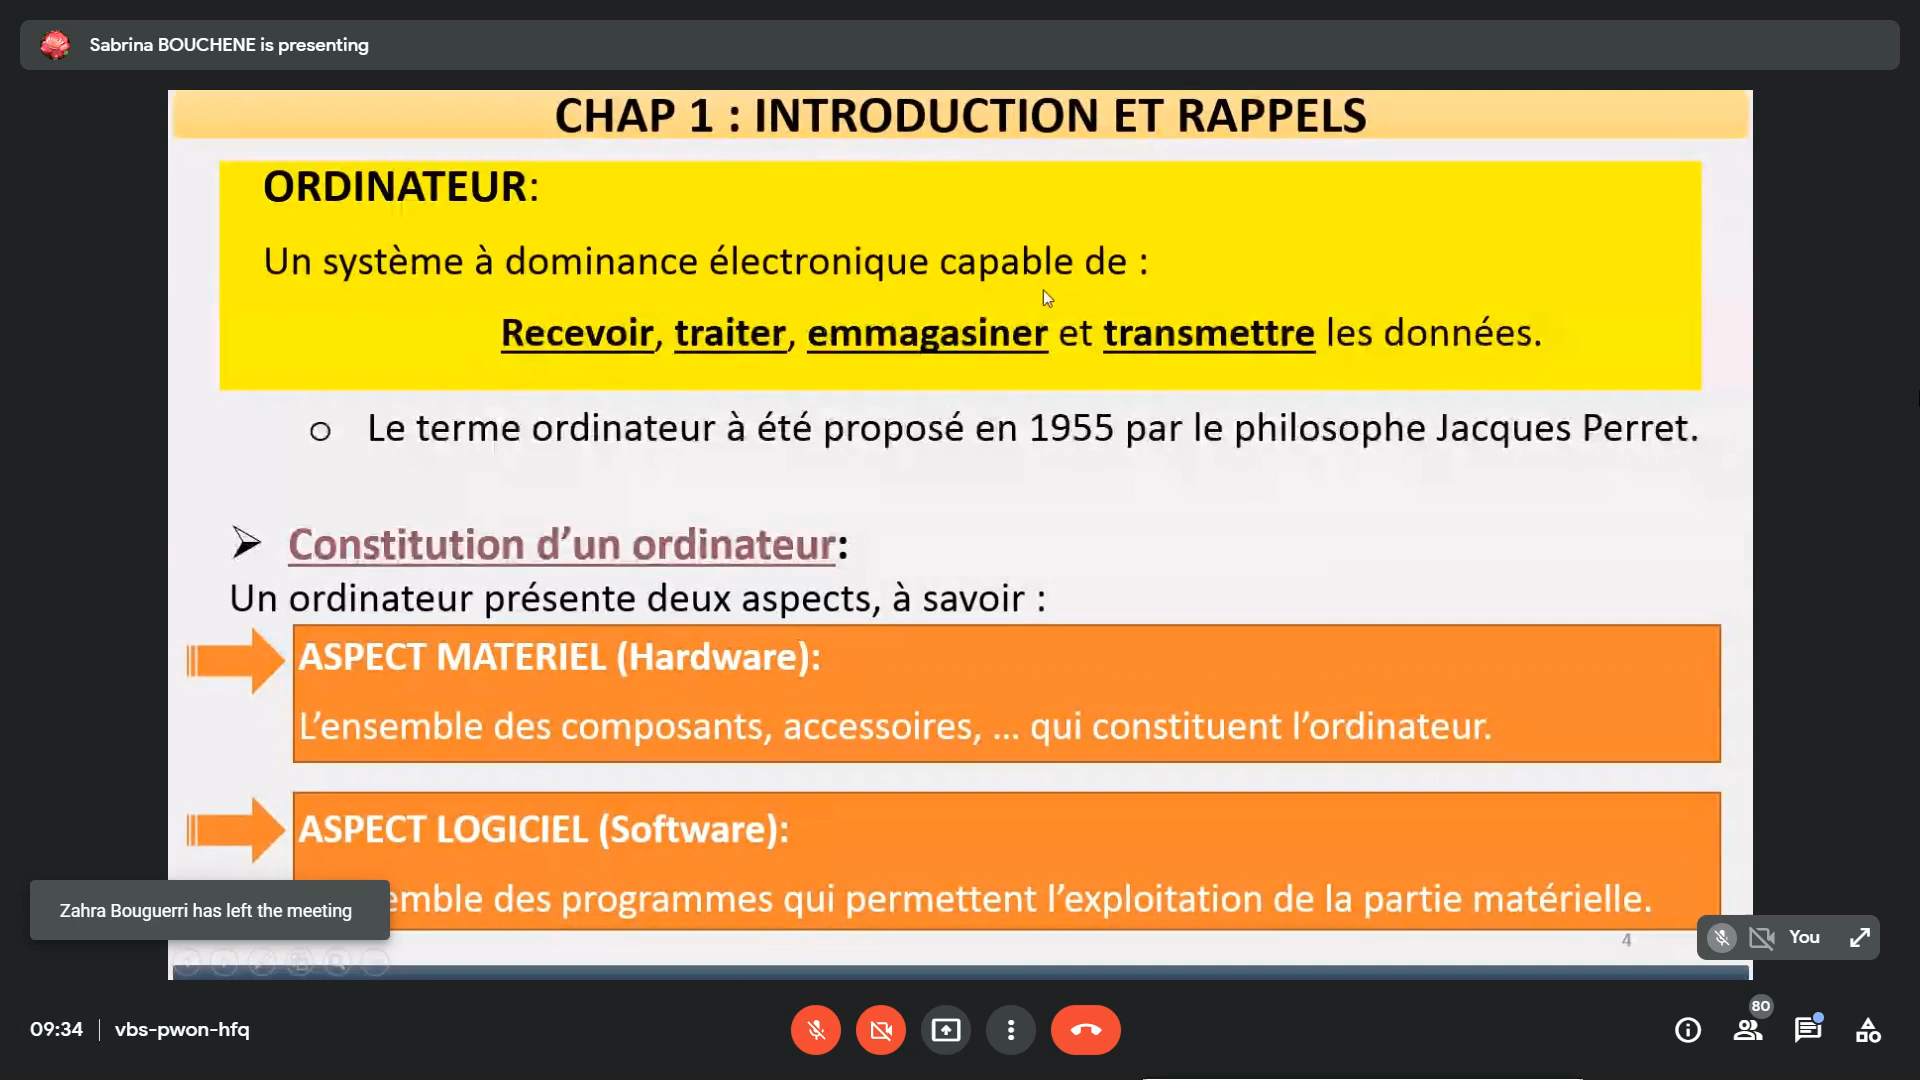 Sabrina BOUCHENE is presenting
CHAP 1 : INTRODUCTION ET RAPPELS
ORDINATEUR:
Un système à dominance électronique capable de :
Recevoir, traiter, emmagasiner et transmettre les données.
o Le terme ordinateur à été proposé en 1955 par le philosophe Jacques Perret.
➢ Constitution d’un ordinateur:
Un ordinateur présente deux aspects, à savoir :
ASPECT MATERIEL (Hardware):
L’ensemble des composants, accessoires, … qui constituent l’ordinateur.
ASPECT LOGICIEL (Software):
emble des programmes qui permettent l’exploitation de la partie matérielle.
Zahra Bouguerri has left the meeting
4
You
09:34 | vbs-pwon-hfq
80